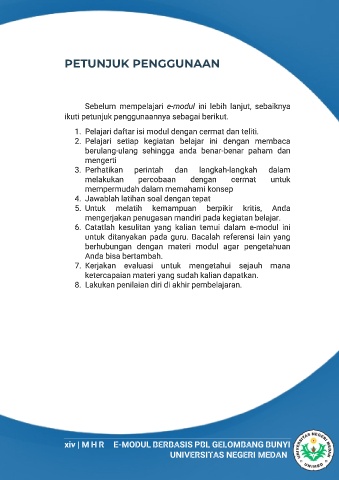 PETUNJUK PENGGUNAAN
Sebelum mempelajari e-modul ini lebih lanjut, sebaiknya
ikuti petunjuk penggunaannya sebagai berikut.
1. Pelajari daftar isi modul dengan cermat dan teliti.
2. Pelajari setiap kegiatan belajar ini dengan membaca
berulang-ulang sehingga anda benar-benar paham dan
mengerti
3. Perhatikan perintah dan langkah-langkah dalam
melakukan percobaan dengan cermat untuk
mempermudah dalam memahami konsep
4. Jawablah latihan soal dengan tepat
5. Untuk melatih kemampuan berpikir kritis, Anda
mengerjakan penugasan mandiri pada kegiatan belajar.
6. Catatlah kesulitan yang kalian temui dalam e-modul ini
untuk ditanyakan pada guru. Bacalah referensi lain yang
berhubungan dengan materi modul agar pengetahuan
Anda bisa bertambah.
7. Kerjakan evaluasi untuk mengetahui sejauh mana
ketercapaian materi yang sudah kalian dapatkan.
8. Lakukan penilaian diri di akhir pembelajaran.
xiv | M H R E-MODUL BERBASIS PBL GELOMBANG BUNYI
UNIVERSITAS NEGERI MEDAN
UNIVERSITAS NEGERI MEDAN
UNIMED